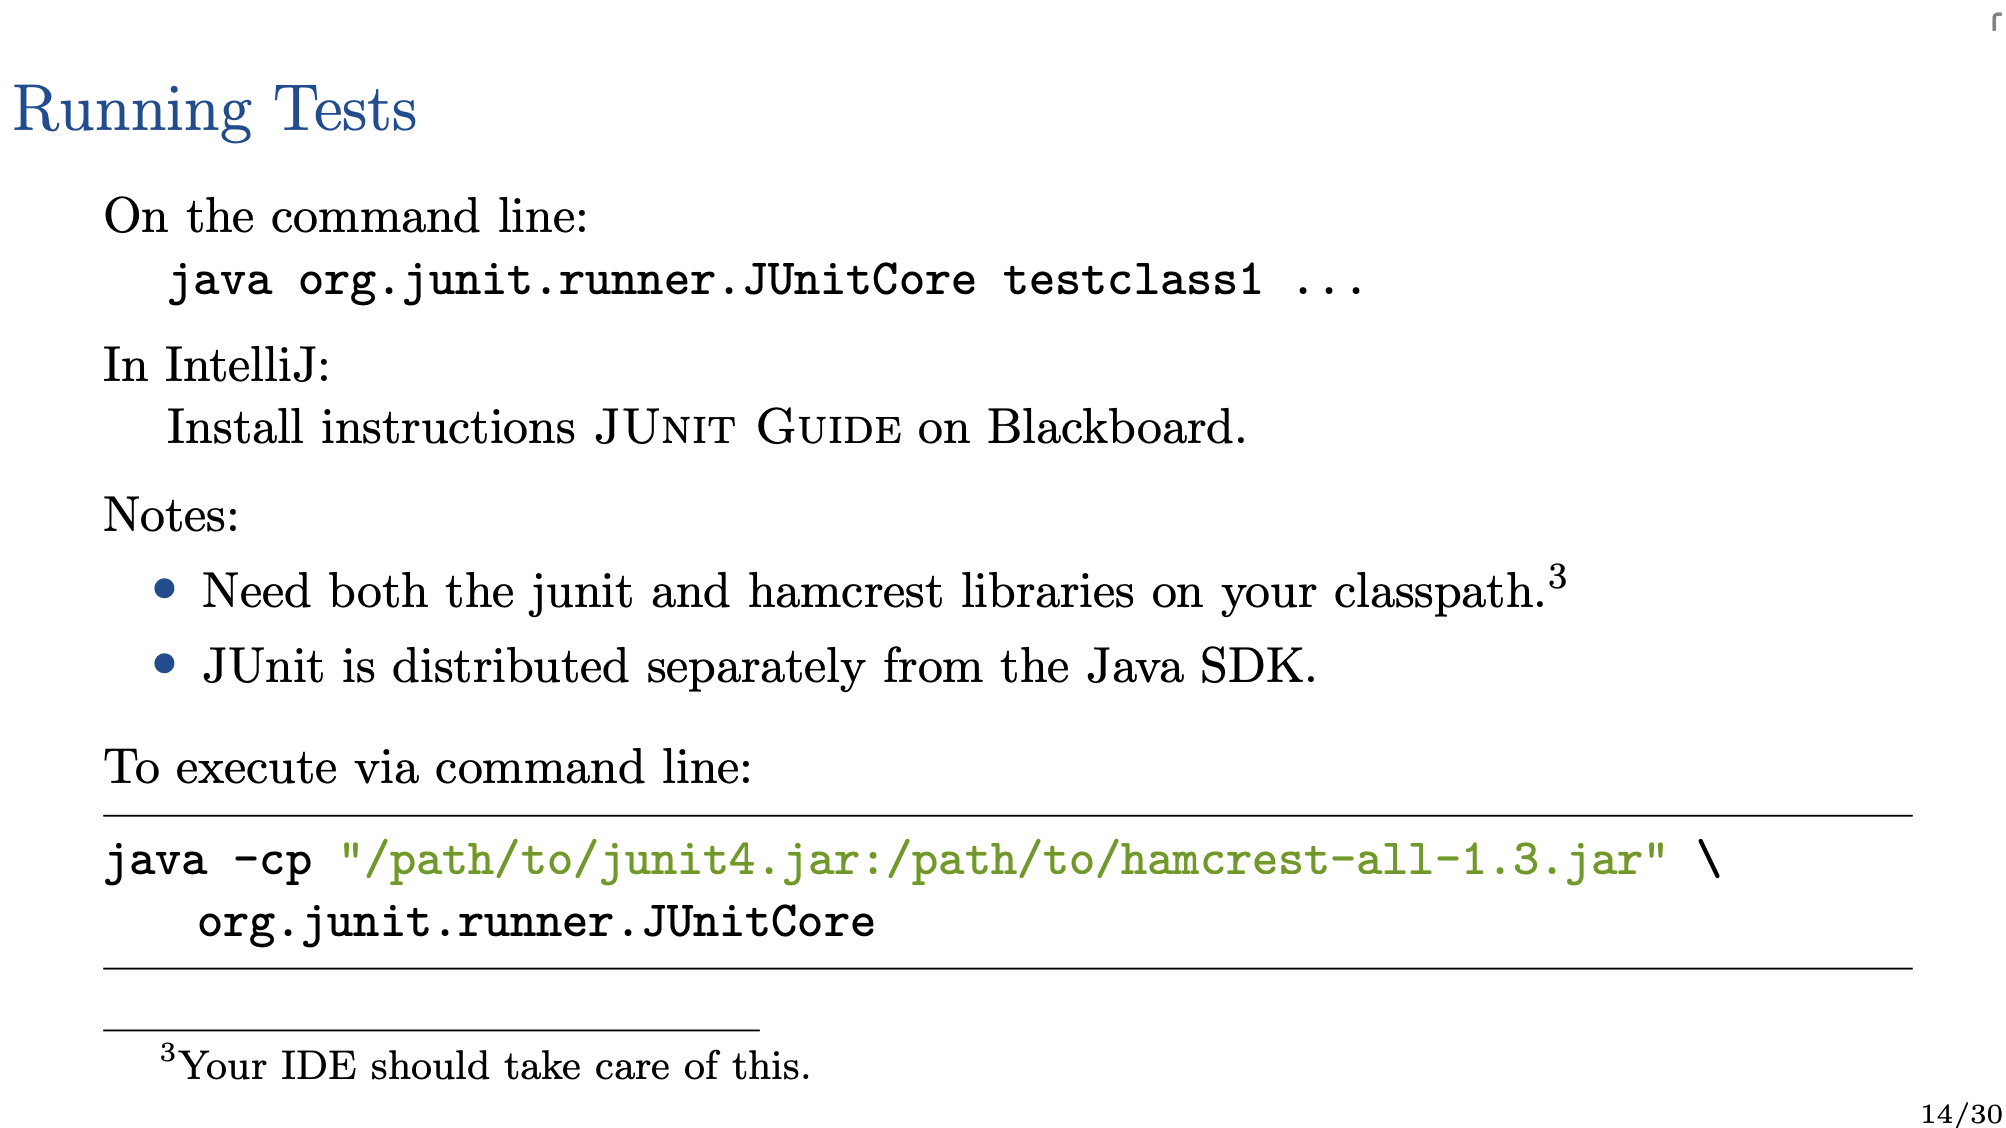 Running Tests
On the command line:
java org.junit.runner.JUnitCore testclass1 ...
In IntelliJ:
Install instructions JUnit Guide on Blackboard.
Notes:
• Need both the junit and hamcrest libraries on your classpath.³
• JUnit is distributed separately from the Java SDK.
To execute via command line:
java -cp "/path/to/junit4.jar:/path/to/hamcrest-all-1.3.jar" \
org.junit.runner.JUnitCore
³Your IDE should take care of this.
14/30